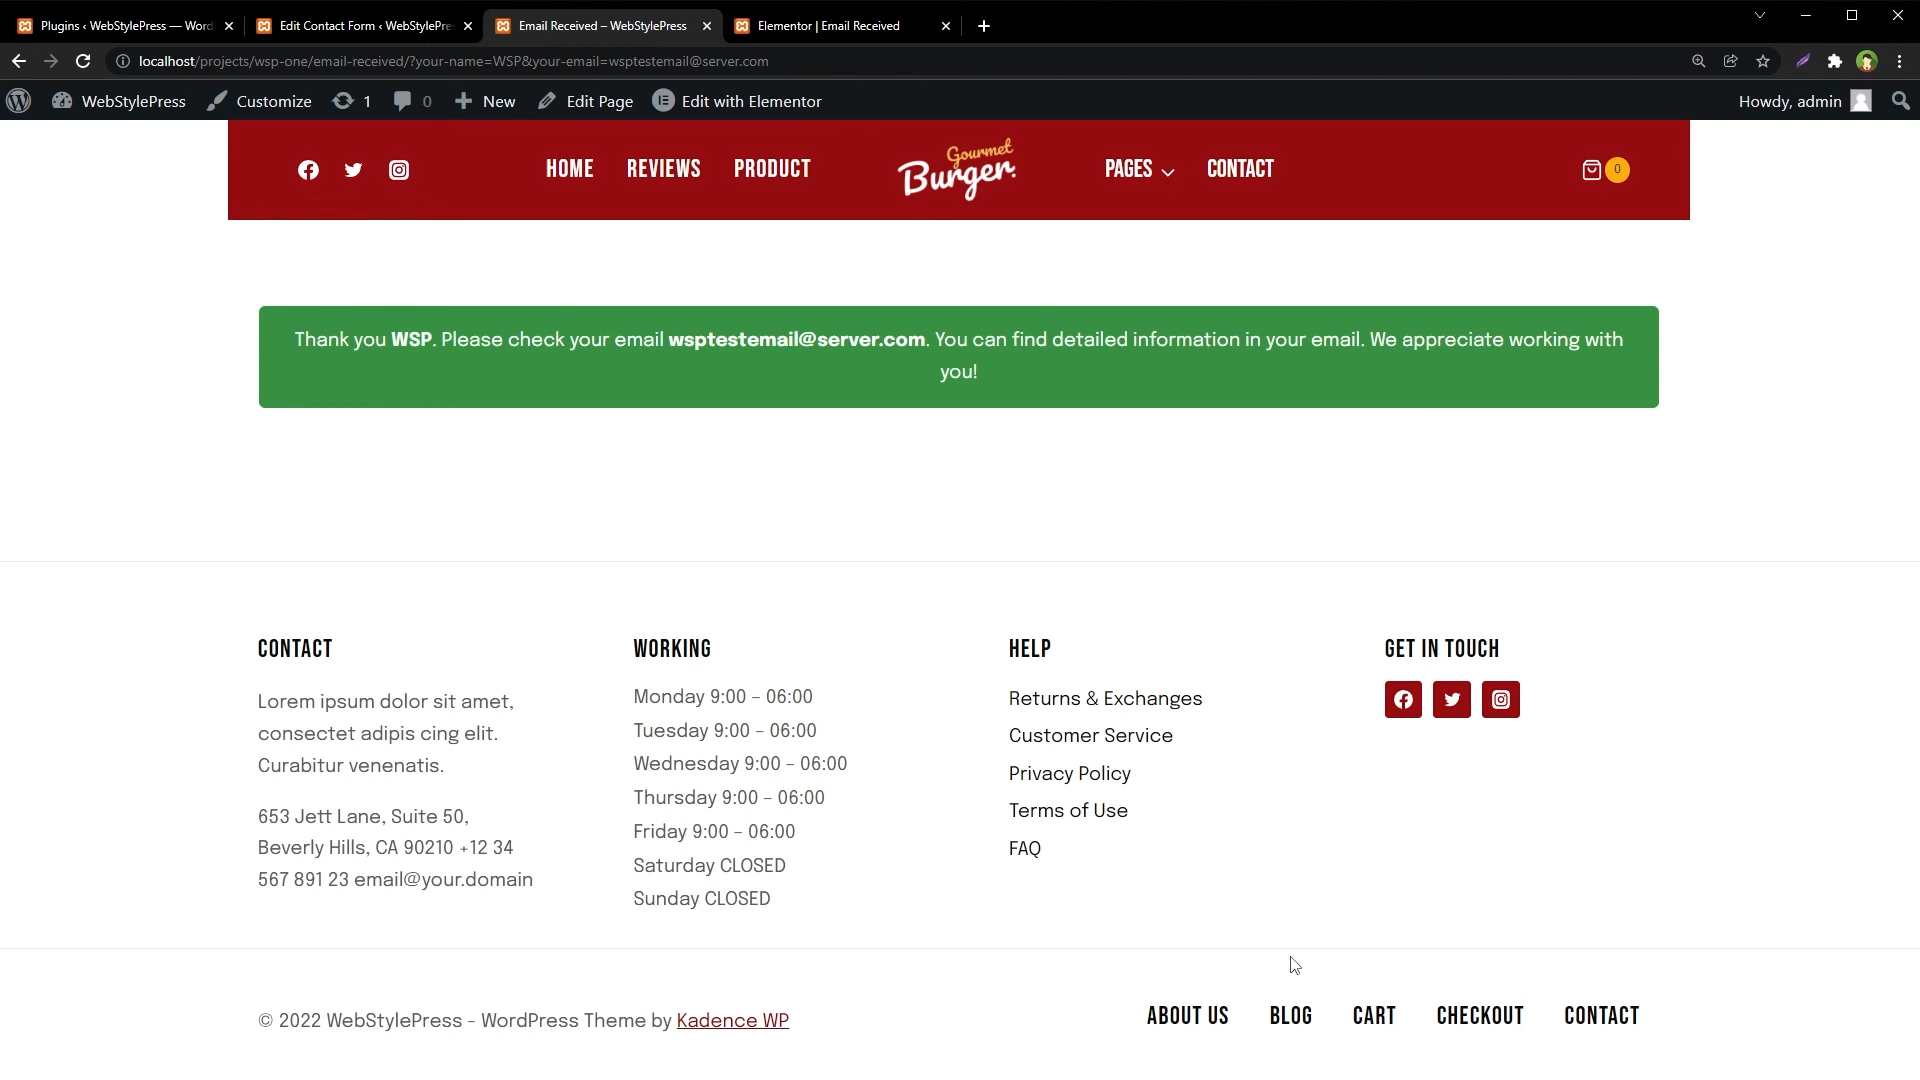 Plugins ‹ WebStylePress — Word
Edit Contact Form ‹ WebStylePre
Email Received – WebStylePress
Elementor | Email Received
localhost/projects/wsp-one/email-received/?your-name=WSP&your-email=wsptestemail@server.com
WebStylePress Customize 1 0 New Edit Page Edit with Elementor Howdy, admin
HOME REVIEWS PRODUCT Gourmet Burger. PAGES CONTACT 0
Thank you WSP. Please check your email wsptestemail@server.com. You can find detailed information in your email. We appreciate working with
you!
CONTACT
Lorem ipsum dolor sit amet,
consectet adipis cing elit.
Curabitur venenatis.
653 Jett Lane, Suite 50,
Beverly Hills, CA 90210 +12 34
567 891 23 email@your.domain
WORKING
Monday 9:00 – 06:00
Tuesday 9:00 – 06:00
Wednesday 9:00 – 06:00
Thursday 9:00 – 06:00
Friday 9:00 – 06:00
Saturday CLOSED
Sunday CLOSED
HELP
Returns & Exchanges
Customer Service
Privacy Policy
Terms of Use
FAQ
GET IN TOUCH
© 2022 WebStylePress - WordPress Theme by Kadence WP
ABOUT US BLOG CART CHECKOUT CONTACT